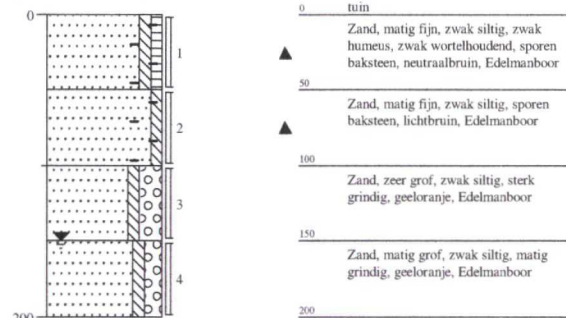 0
1
2
3
4
200
0 tuin
Zand, matig fijn, zwak siltig, zwak
humeus, zwak wortelhoudend, sporen
baksteen, neutraalbruin, Edelmanboor
50
Zand, matig fijn, zwak siltig, sporen
baksteen, lichtbruin, Edelmanboor
100
Zand, zeer grof, zwak siltig, sterk
grindig, geeloranje, Edelmanboor
150
Zand, matig grof, zwak siltig, matig
grindig, geeloranje, Edelmanboor
200